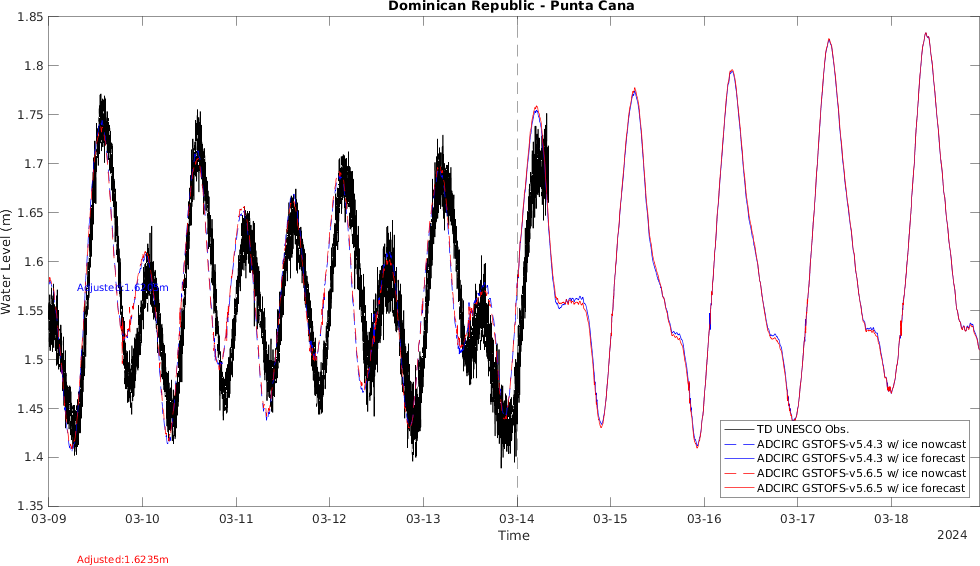 Dominican Republic - Punta Cana
1.85
1.8
1.75
1.7
1.65
1.6
1.55
1.5
1.45
1.4
1.35
Water Level (m)
03-09
03-10
03-11
03-12
03-13
03-14
03-15
03-16
03-17
03-18
Time
2024
TD UNESCO Obs.
ADCIRC GSTOFS-v5.4.3 w/ ice nowcast
ADCIRC GSTOFS-v5.4.3 w/ ice forecast
ADCIRC GSTOFS-v5.6.5 w/ ice nowcast
ADCIRC GSTOFS-v5.6.5 w/ ice forecast
Adjusted:1.6235m